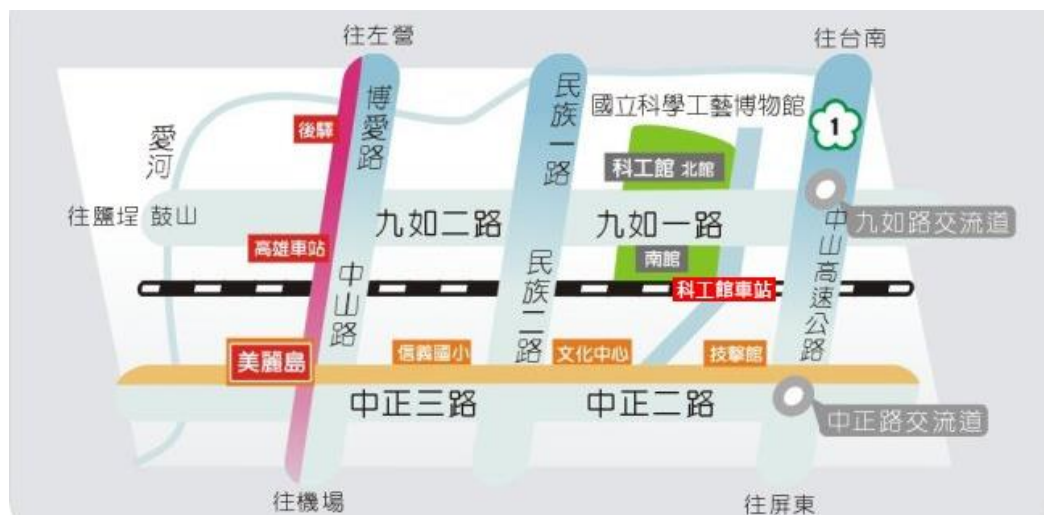 往左營
往台南
博愛路
民族一路
國立科學工藝博物館
1
後驛
愛河
科工館 北館
往鹽埕 鼓山
九如二路
九如一路
九如路交流道
高雄車站
南館
中山路
民族二路
科工館車站
中山高速公路
美麗島
信義國小
文化中心
技擊館
中正三路
中正二路
中正路交流道
往機場
往屏東